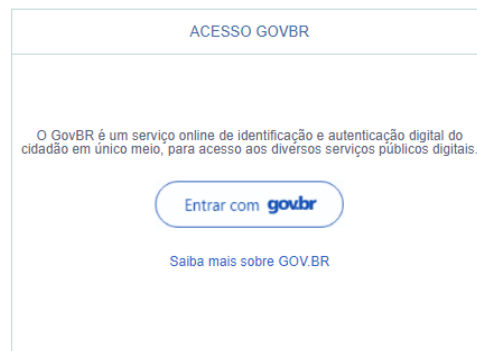 ACESSO GOVBR
O GovBR é um serviço online de identificação e autenticação digital do
cidadão em único meio, para acesso aos diversos serviços públicos digitais.
Entrar com gov.br
Saiba mais sobre GOV.BR